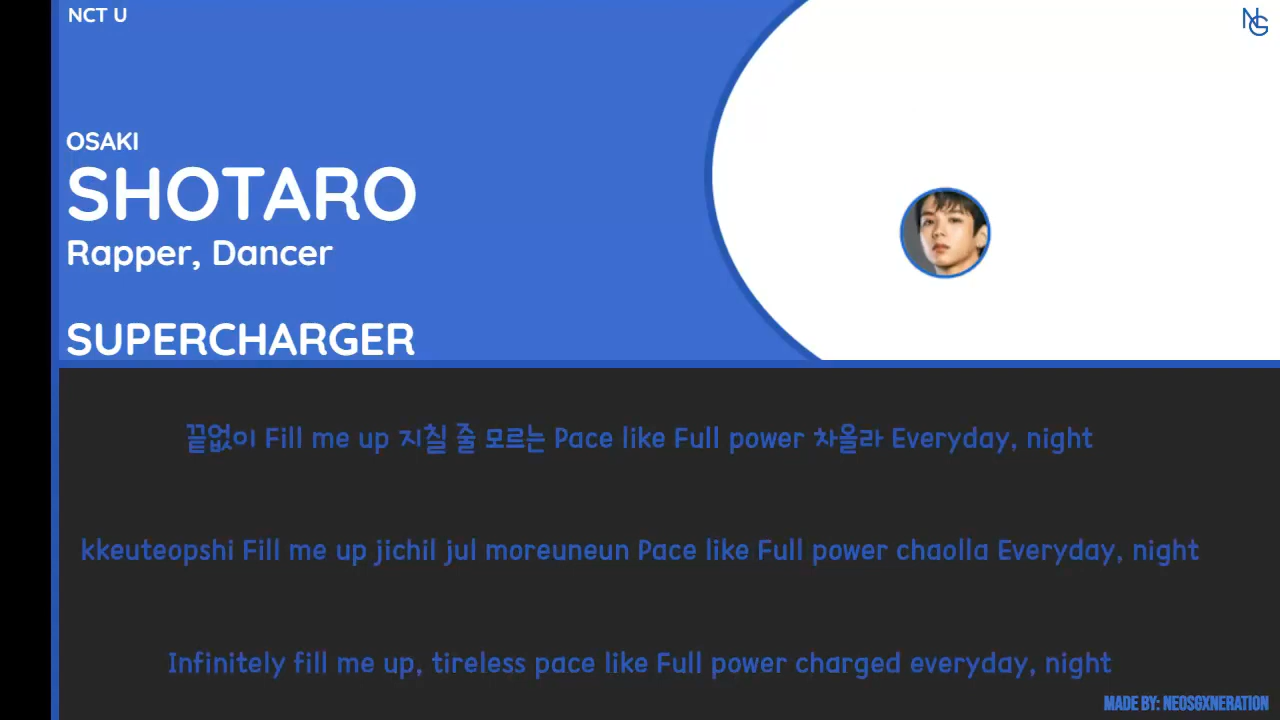 NCT U
NG
OSAKI
SHOTARO
Rapper, Dancer
SUPERCHARGER
끝없이 Fill me up 지칠 줄 모르는 Pace like Full power 차올라 Everyday, night
kkeuteopshi Fill me up jichil jul moreuneun Pace like Full power chaolla Everyday, night
Infinitely fill me up, tireless pace like Full power charged everyday, night
MADE BY: NEOSGXNERATION